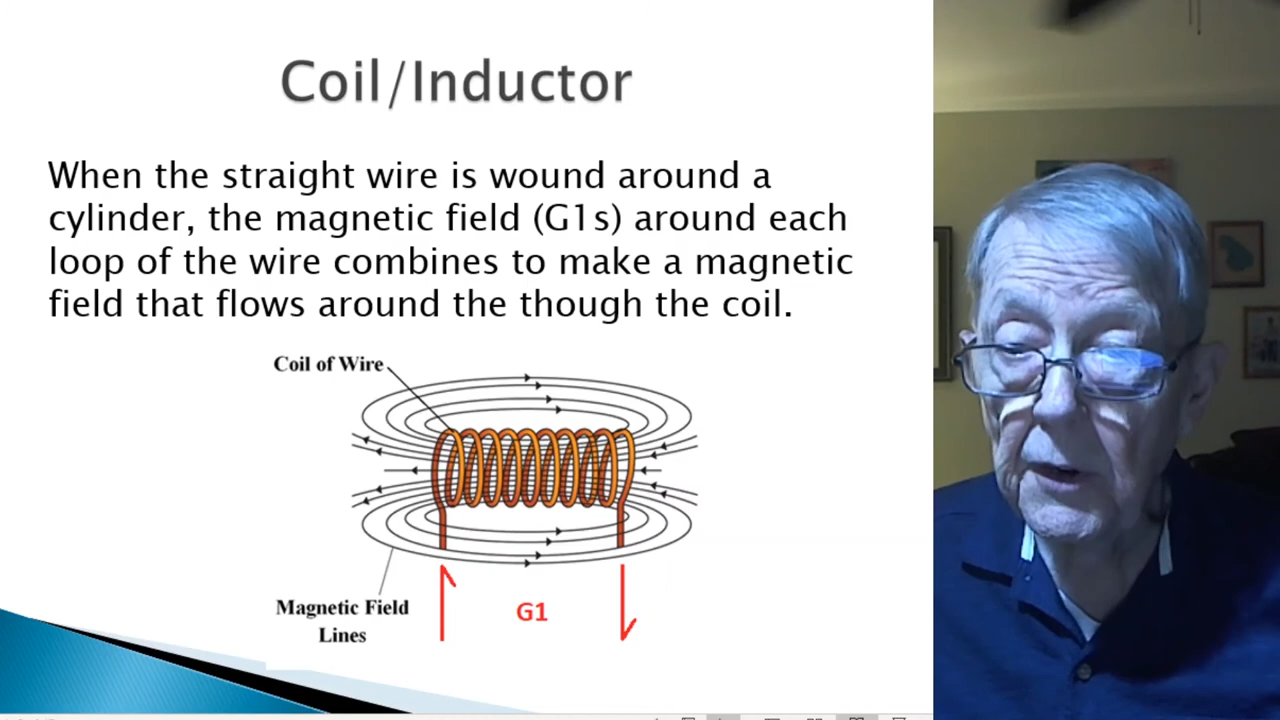 Coil/Inductor
When the straight wire is wound around a
cylinder, the magnetic field (G1s) around each
loop of the wire combines to make a magnetic
field that flows around the though the coil.
Coil of Wire
Magnetic Field
Lines
G1